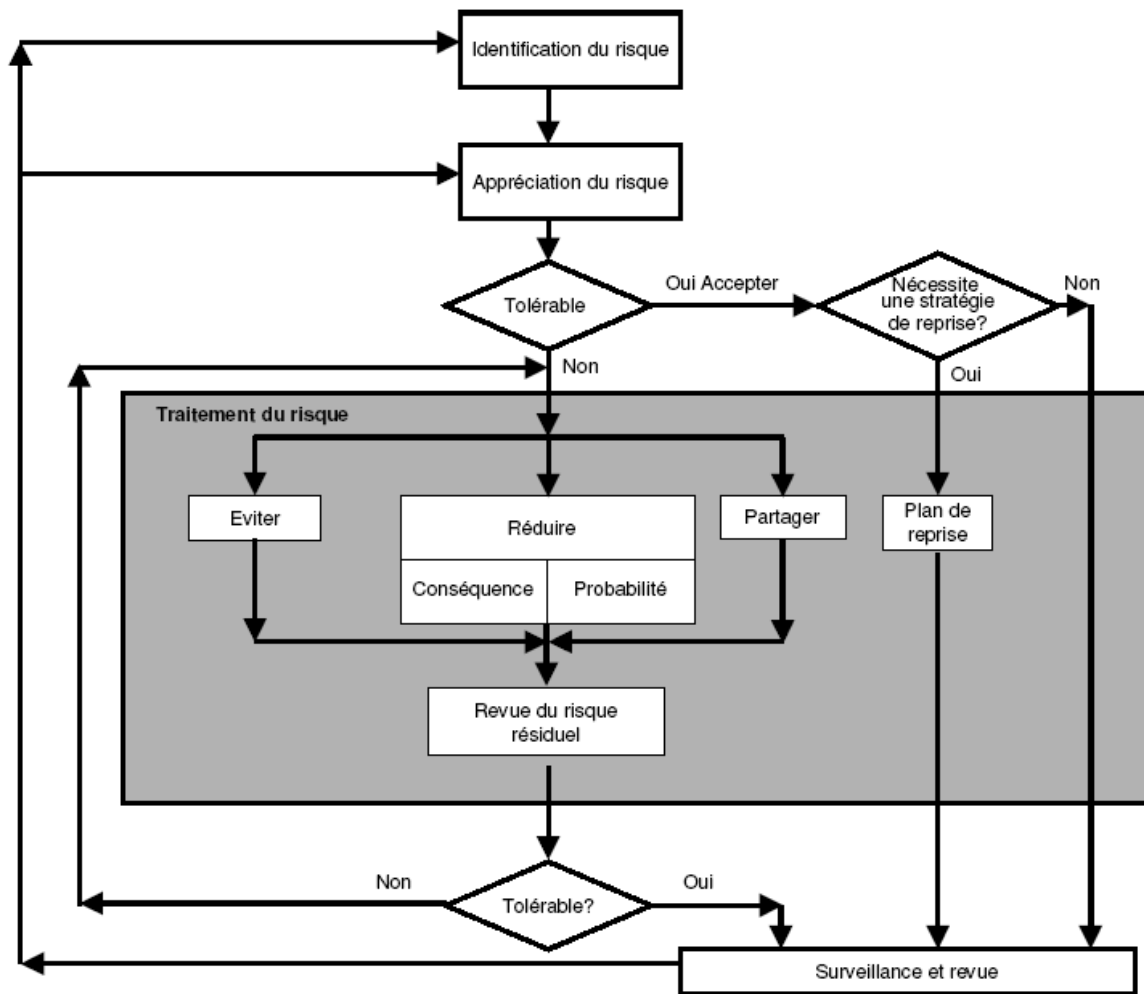 Identification du risque
Appréciation du risque
Tolérable
Oui Accepter
Nécessite
une stratégie
de reprise?
Non
Non
Oui
Traitement du risque
Eviter
Réduire
Partager
Plan de
reprise
Conséquence
Probabilité
Revue du risque
résiduel
Non
Tolérable?
Oui
Surveillance et revue